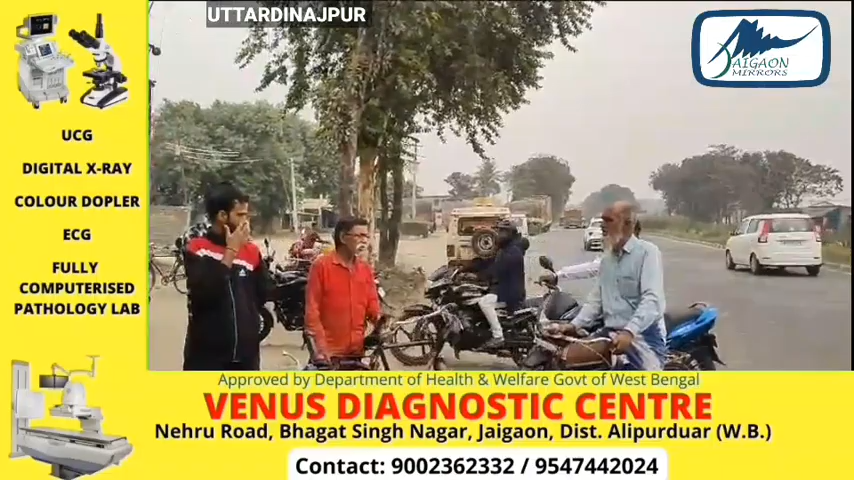 UTTARDINAJPUR
JAIGAON
MIRRORS
UCG
DIGITAL X-RAY
COLOUR DOPLER
ECG
FULLY
COMPUTERISED
PATHOLOGY LAB
Approved by Department of Health & Welfare Govt of West Bengal
VENUS DIAGNOSTIC CENTRE
Nehru Road, Bhagat Singh Nagar, Jaigaon, Dist. Alipurduar (W.B.)
Contact: 9002362332 / 9547442024